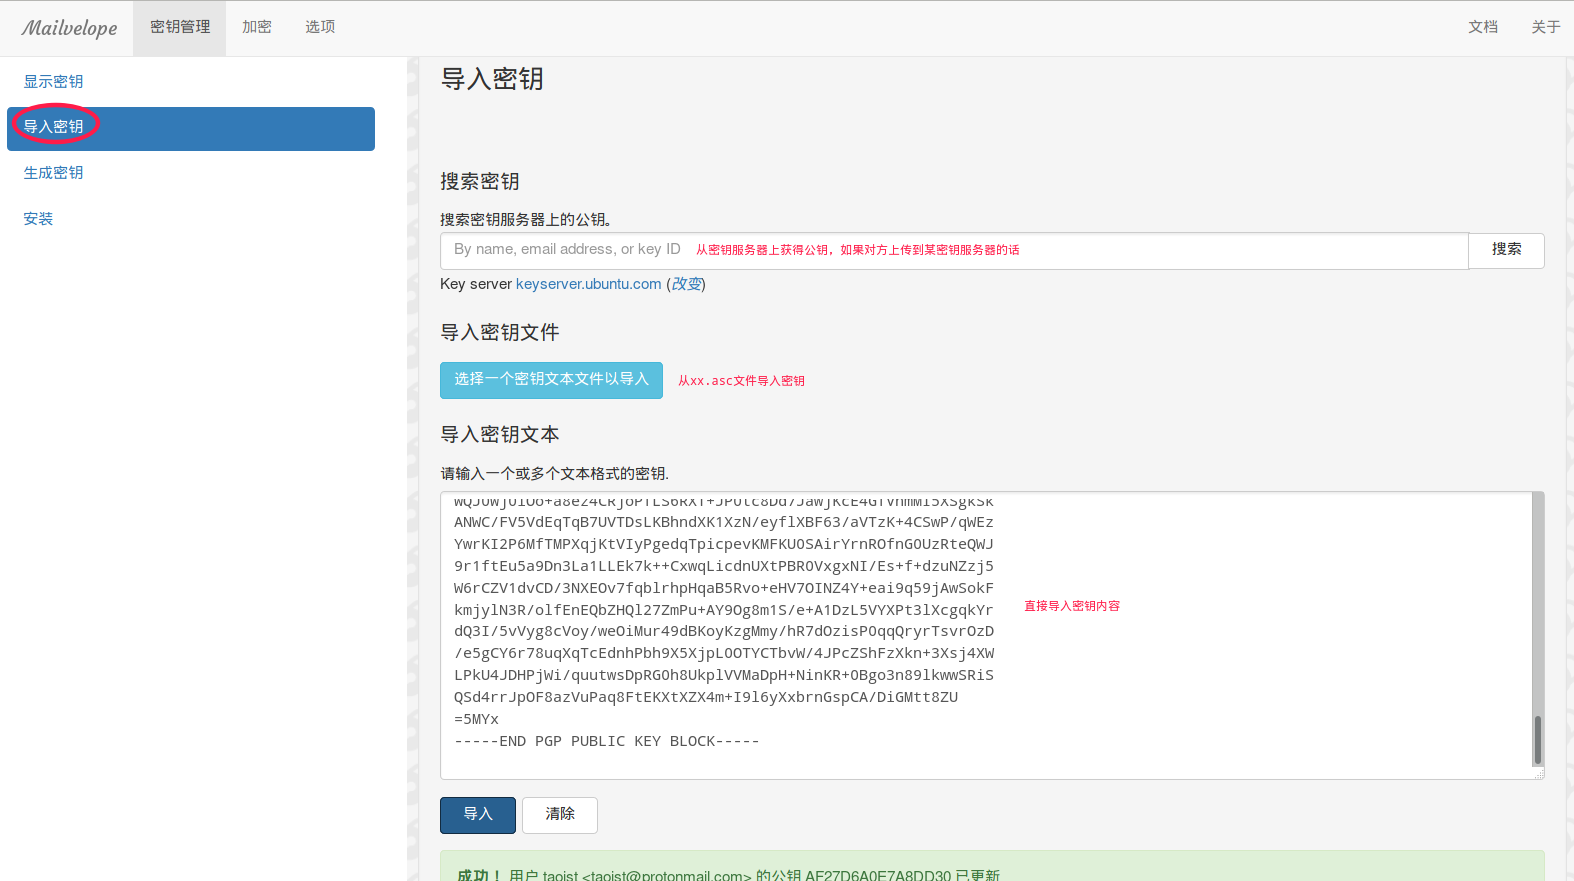 Mailvelope 密钥管理 加密 选项 文档 关于
显示密钥
导入密钥
生成密钥
安装
导入密钥
搜索密钥
搜索密钥服务器上的公钥。
By name, email address, or key ID 从密钥服务器上获得公钥，如果对方上传到某密钥服务器的话 搜索
Key server keyserver.ubuntu.com (改变)
导入密钥文件
选择一个密钥文本文件以导入 从xx.asc文件导入密钥
导入密钥文本
请输入一个或多个文本格式的密钥.
ANWC/FV5VdEqTqB7UVTDsLKBhndXK1XzN/eyflXBF63/aVTzK+4CSwP/qWEz
YwrKI2P6MfTMPXqjKtVIyPgedqTpicpevKMFKU0SAirYrnROfnG0UzRteQWJ
9r1ftEu5a9Dn3La1LLEk7k++CxwqLicdnUXtPBR0VxgxNI/Es+f+dzuNZzj5
W6rCZV1dvCD/3NXEOv7fqblrhpHqaB5Rvo+eHV7OINZ4Y+eai9q59jAwSokF
kmjylN3R/olfEnEQbZHQl27ZmPu+AY9Og8m1S/e+A1DzL5VYXPt3lXcgqkYr
dQ3I/5vVyg8cVoy/weOiMur49dBKoyKzgMmy/hR7dOzisP0qqQryrTsvrOzD
/e5gCY6r78uqXqTcEdnhPbh9X5XjpL0OTYCTbvW/4JPcZShFzXkn+3Xsj4XW
LPkU4JDHPjWi/quutwsDpRG0h8UkplVVMaDpH+NinKR+0Bgo3n89lkwwSRiS
QSd4rrJpOF8azVuPaq8FtEKXtXZX4m+I9l6yXxbrnGspCA/DiGMtt8ZU
=5MYx
-----END PGP PUBLIC KEY BLOCK-----
直接导入密钥内容
导入 清除
成功！ 用户 taoist <taoist@protonmail.com> 的公钥 AF27D6A0E7A8DD30 已更新